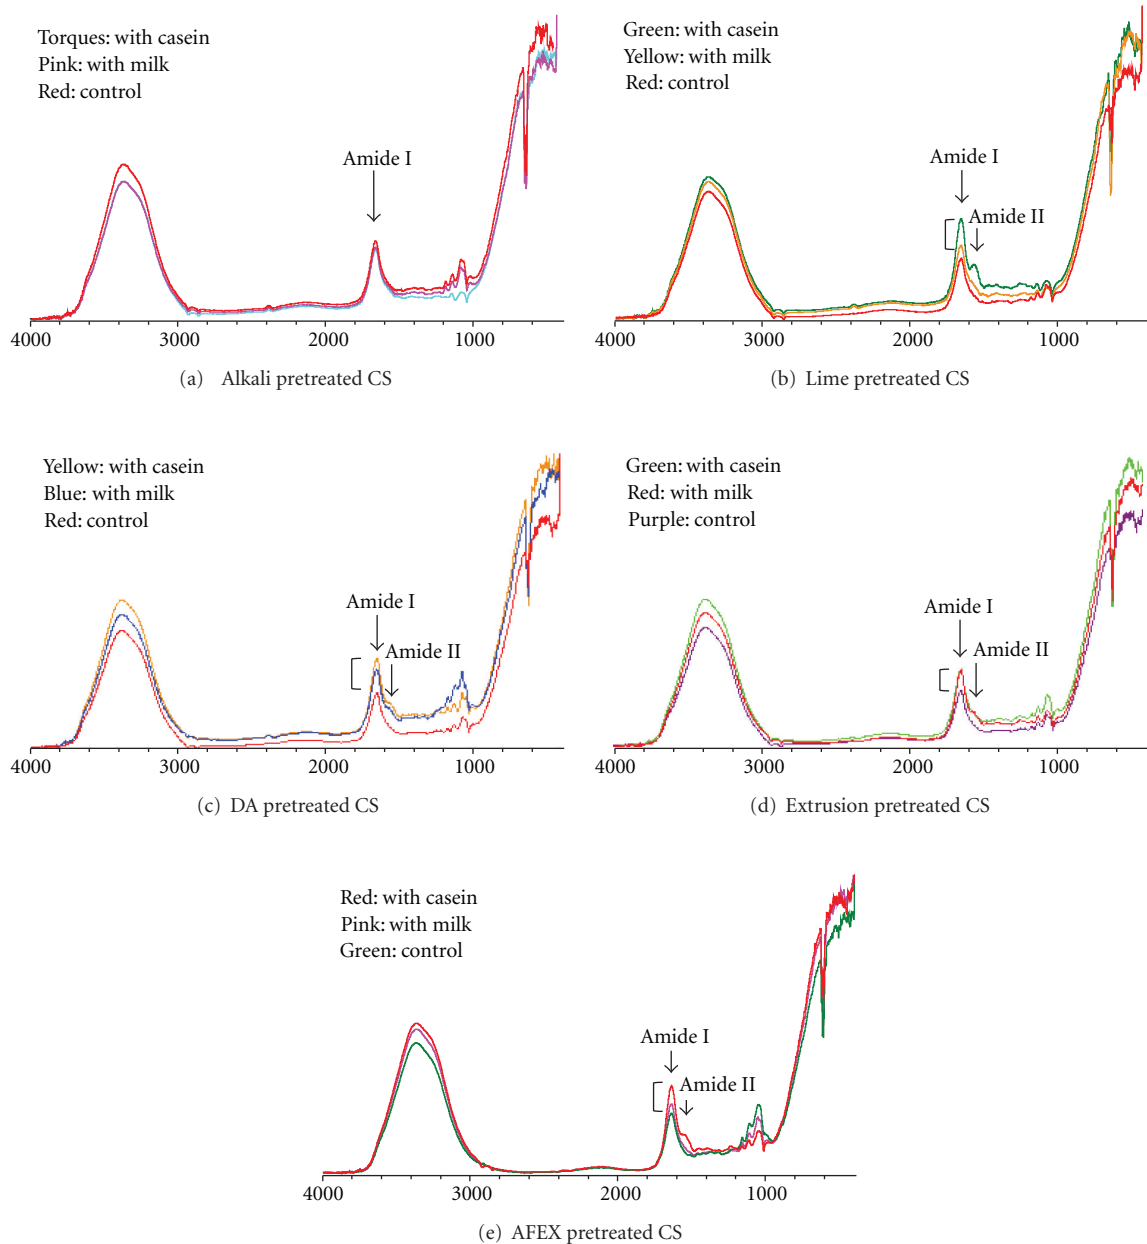 Torques: with casein
Pink: with milk
Red: control
Amide I
4000 3000 2000 1000
(a) Alkali pretreated CS
Green: with casein
Yellow: with milk
Red: control
Amide I
Amide II
4000 3000 2000 1000
(b) Lime pretreated CS
Yellow: with casein
Blue: with milk
Red: control
Amide I
Amide II
4000 3000 2000 1000
(c) DA pretreated CS
Green: with casein
Red: with milk
Purple: control
Amide I
Amide II
4000 3000 2000 1000
(d) Extrusion pretreated CS
Red: with casein
Pink: with milk
Green: control
Amide I
Amide II
4000 3000 2000 1000
(e) AFEX pretreated CS